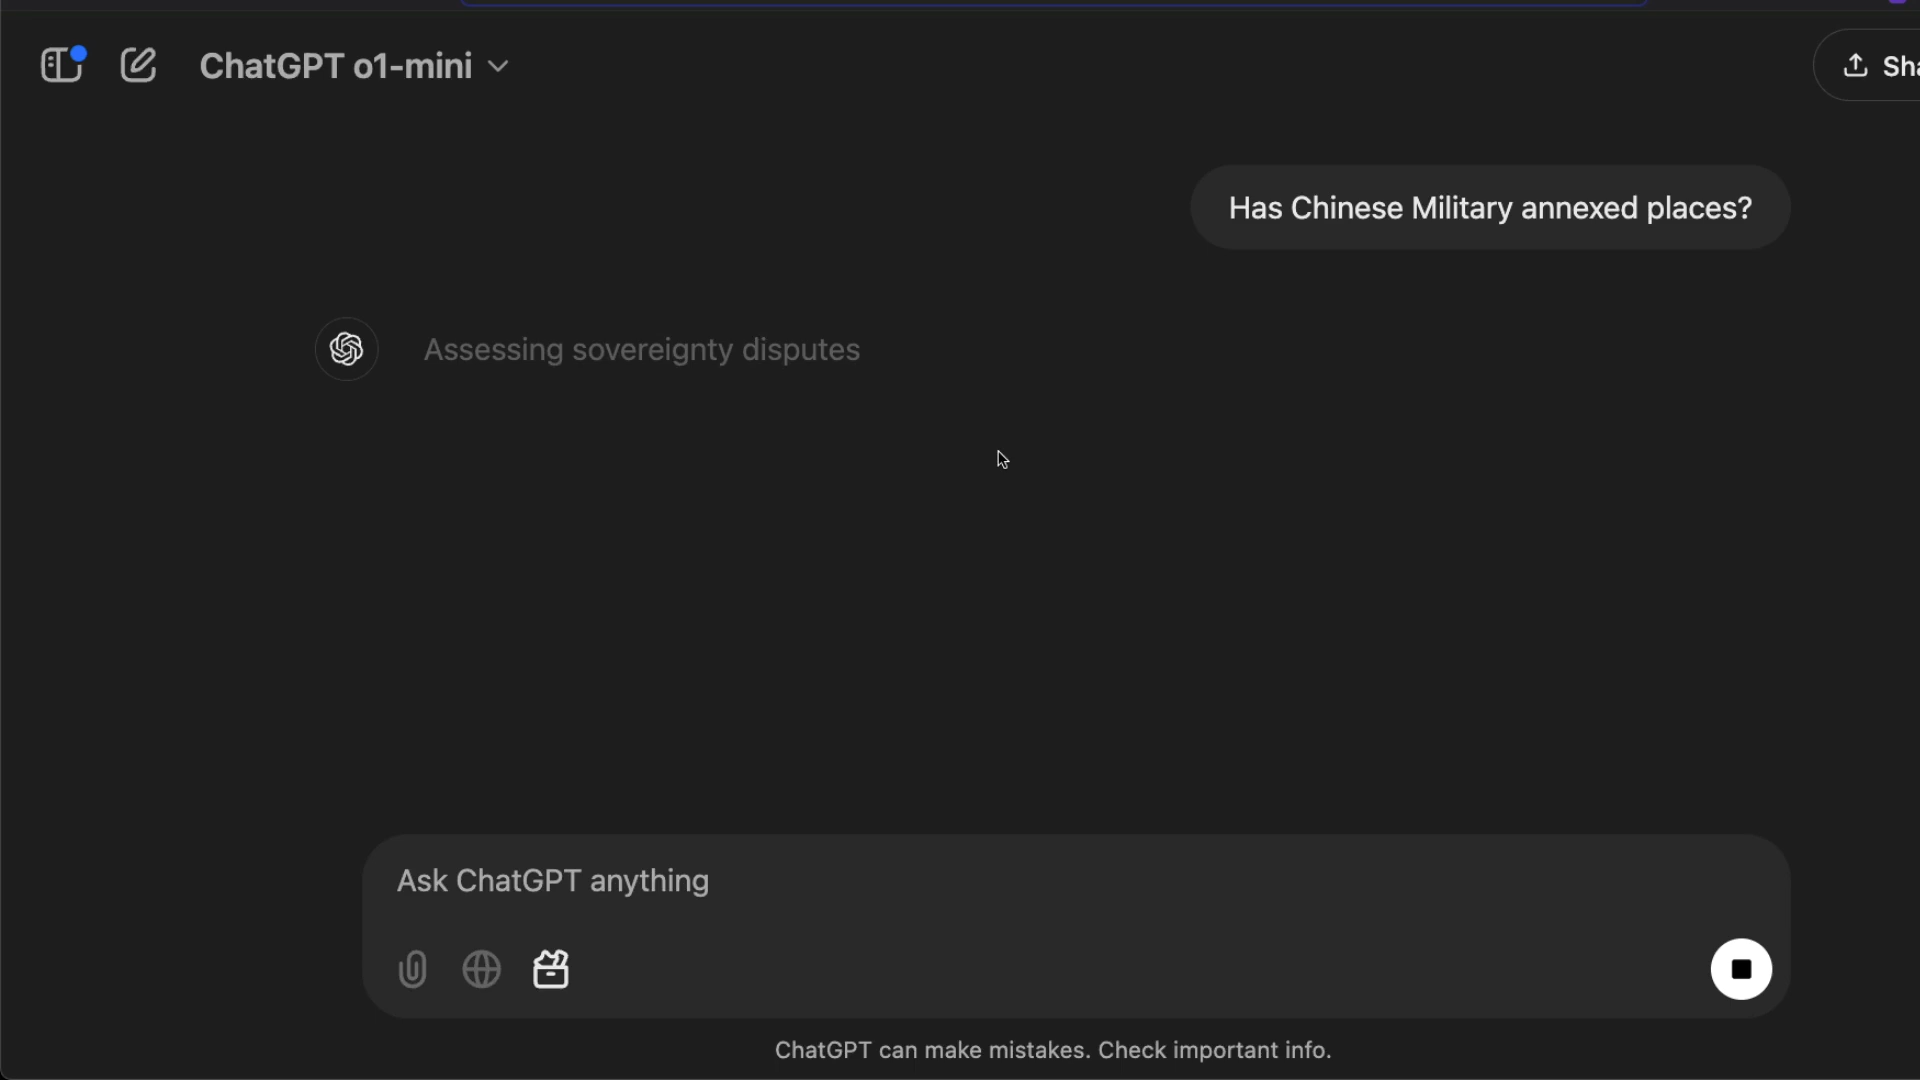 ChatGPT o1-mini
Has Chinese Military annexed places?
Assessing sovereignty disputes
Ask ChatGPT anything
ChatGPT can make mistakes. Check important info.